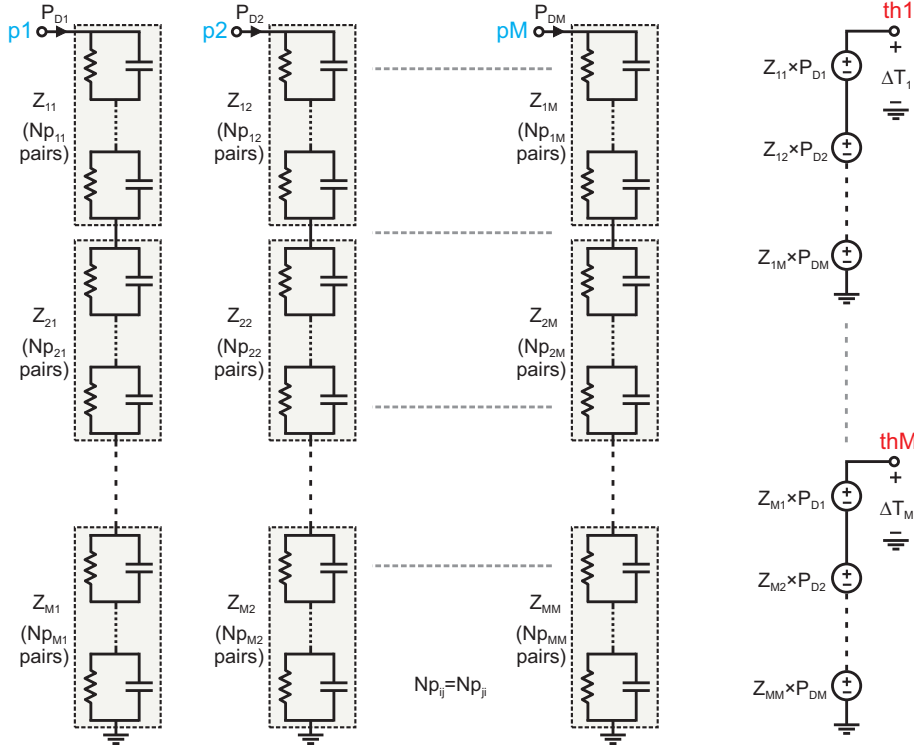 p1 P_D1 p2 P_D2 pM P_DM th1
+
Z_11×P_D1 ΔT_1
−
Z_11 Z_12 Z_1M
(Np_11 (Np_12 (Np_1M
pairs) pairs) pairs)
Z_12×P_D2
Z_1M×P_DM
Z_21 Z_22 Z_2M
(Np_21 (Np_22 (Np_2M
pairs) pairs) pairs)
thM
+
Z_M1×P_D1 ΔT_M
−
Z_M2×P_D2
Z_M1 Z_M2 Z_MM
(Np_M1 (Np_M2 (Np_MM
pairs) pairs) pairs)
Np_ij=Np_ji
Z_MM×P_DM